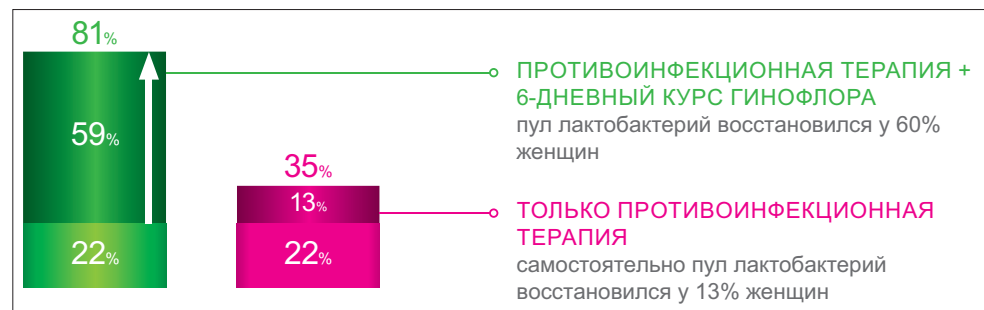 81%
59%
22%
35%
13%
22%
ПРОТИВОИНФЕКЦИОННАЯ ТЕРАПИЯ +
6-ДНЕВНЫЙ КУРС ГИНОФЛОРА
пул лактобактерий восстановился у 60%
женщин
ТОЛЬКО ПРОТИВОИНФЕКЦИОННАЯ
ТЕРАПИЯ
самостоятельно пул лактобактерий
восстановился у 13% женщин